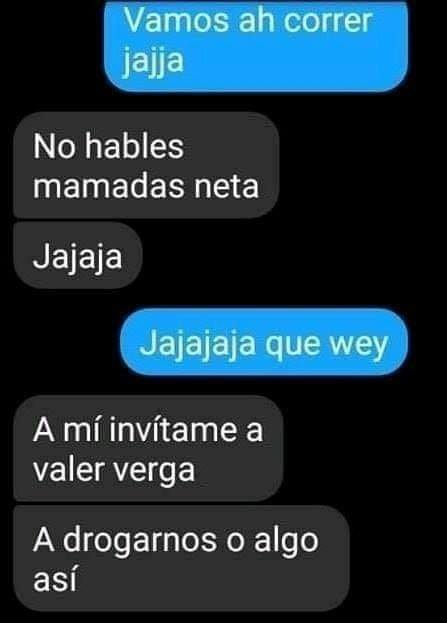 Vamos ah correr
jajja
No hables
mamadas neta
Jajaja
Jajajaja que wey
A mí invítame a
valer verga
A drogarnos o algo
así